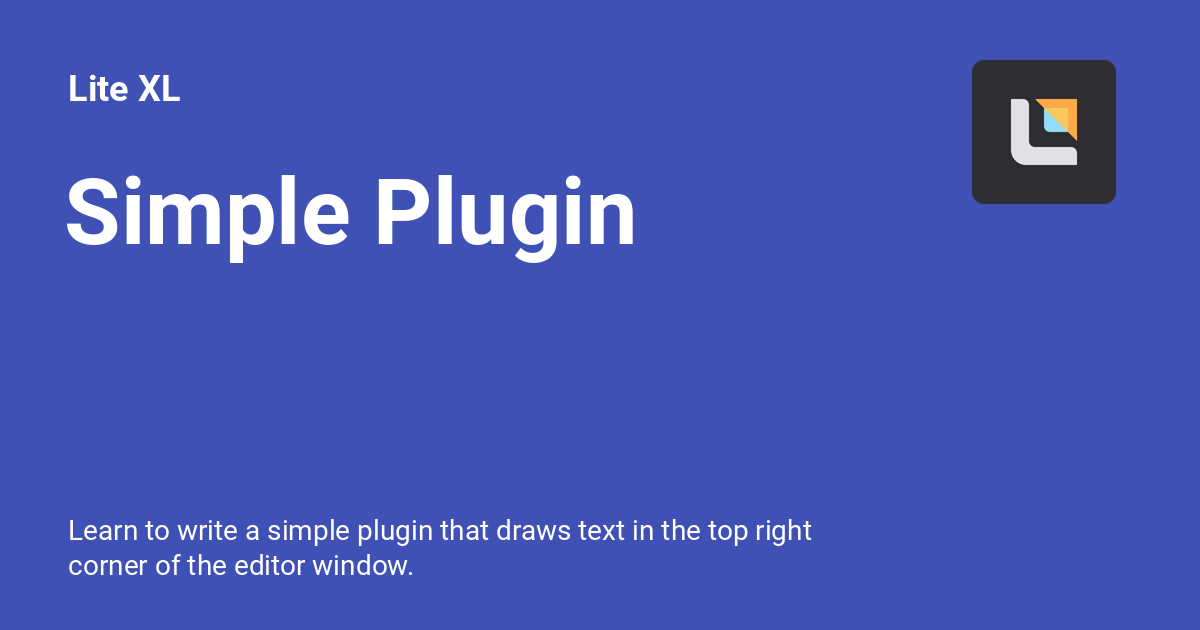 Lite XL
Simple Plugin
Learn to write a simple plugin that draws text in the top right
corner of the editor window.